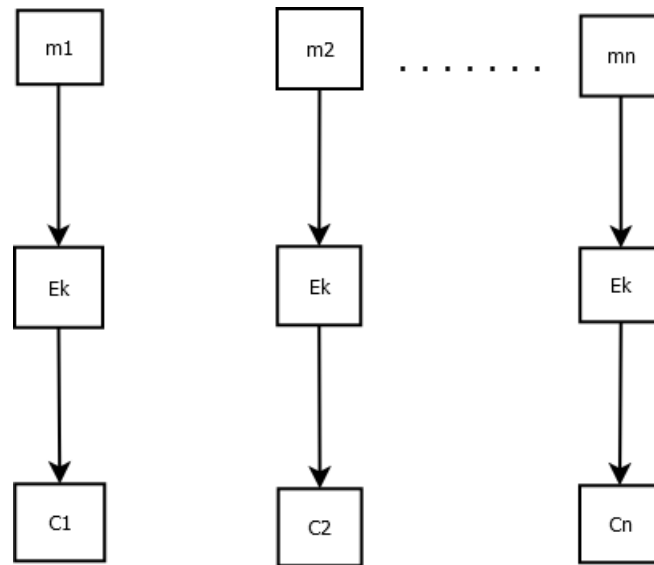 m1 m2 . . . . . . . mn
Ek Ek Ek
C1 C2 Cn